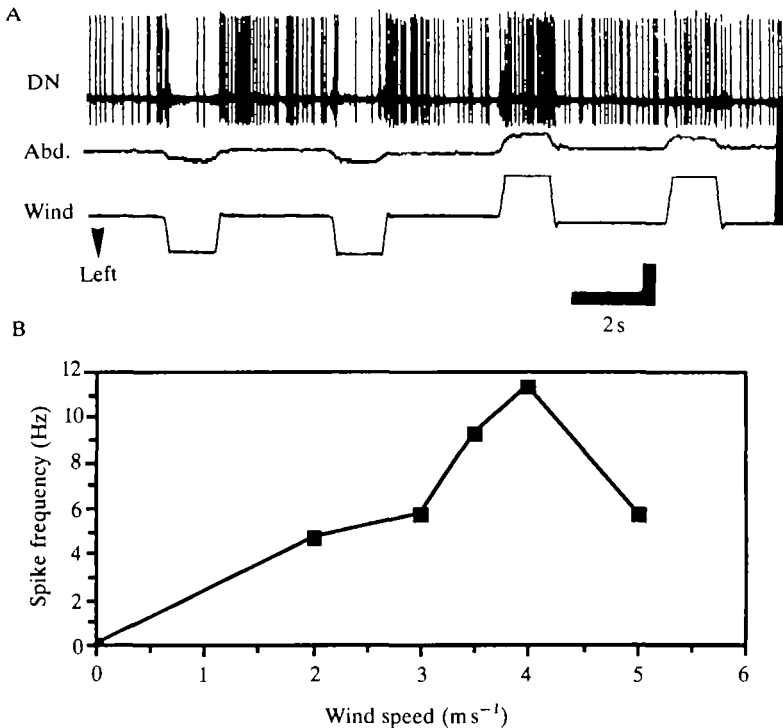 A
DN
Abd.
Wind
Left
2 s
B
12
10
8
6
4
2
0
Spike frequency (Hz)
0 1 2 3 4 5 6
Wind speed (m s⁻¹)